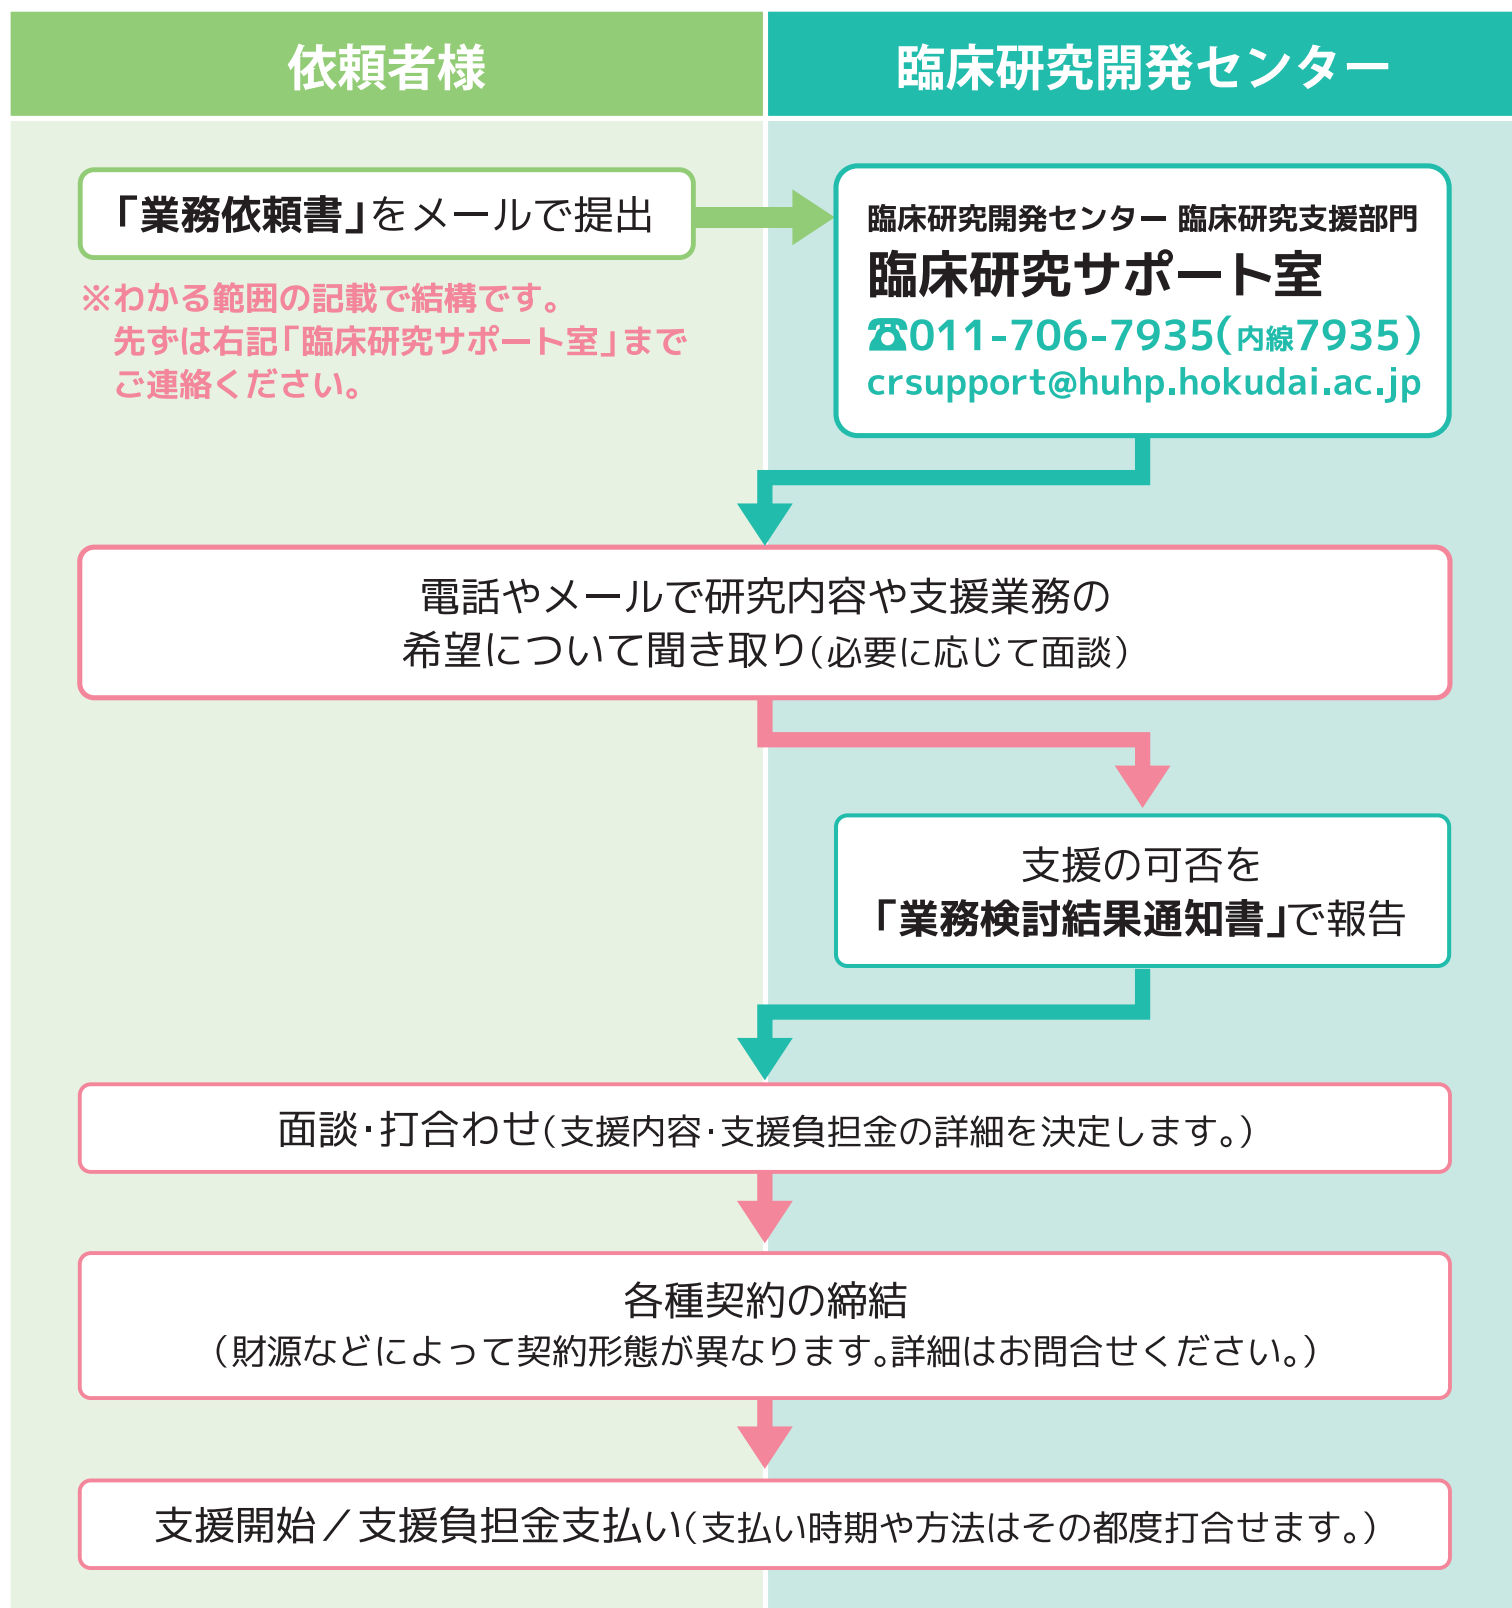 依頼者様
臨床研究開発センター
「業務依頼書」をメールで提出
※わかる範囲の記載で結構です。
先ずは右記「臨床研究サポート室」まで
ご連絡ください。
臨床研究開発センター 臨床研究支援部門
臨床研究サポート室
☎011-706-7935(内線7935)
crsupport@huhp.hokudai.ac.jp
電話やメールで研究内容や支援業務の
希望について聞き取り(必要に応じて面談)
支援の可否を
「業務検討結果通知書」で報告
面談・打合わせ(支援内容・支援負担金の詳細を決定します。)
各種契約の締結
(財源などによって契約形態が異なります。詳細はお問合せください。)
支援開始/支援負担金支払い(支払い時期や方法はその都度打合せます。)